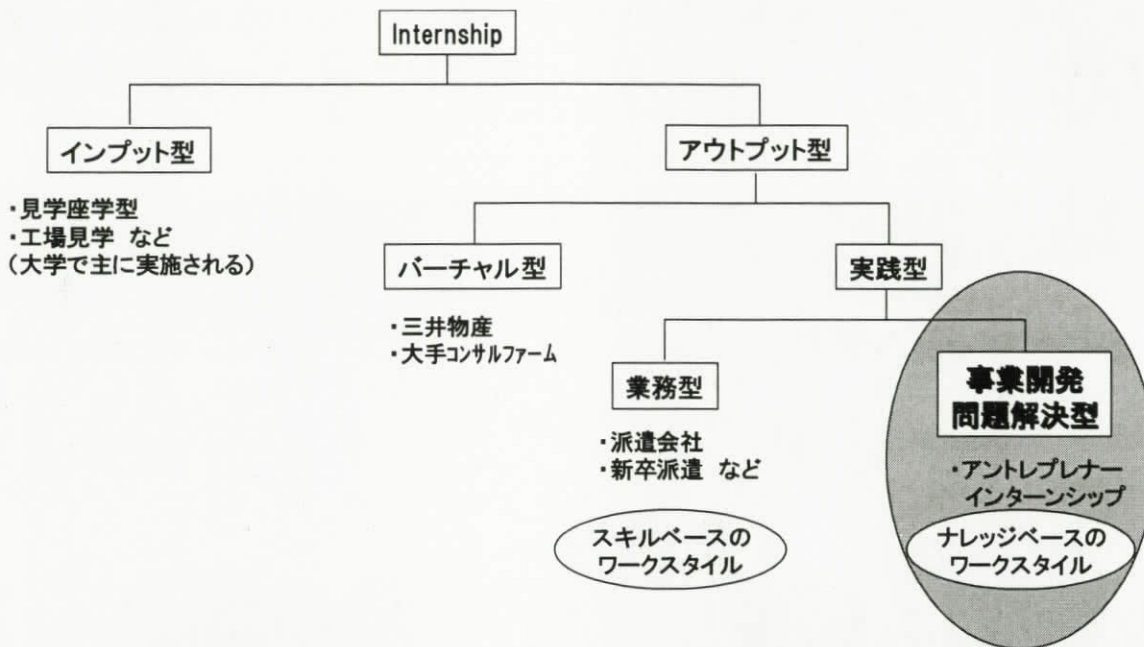 Internship
インプット型
アウトプット型
・見学座学型
・工場見学 など
（大学で主に実施される）
バーチャル型
実践型
・三井物産
・大手コンサルファーム
業務型
事業開発
問題解決型
・派遣会社
・新卒派遣 など
・アントレプレナー
インターンシップ
スキルベースの
ワークスタイル
ナレッジベースの
ワークスタイル